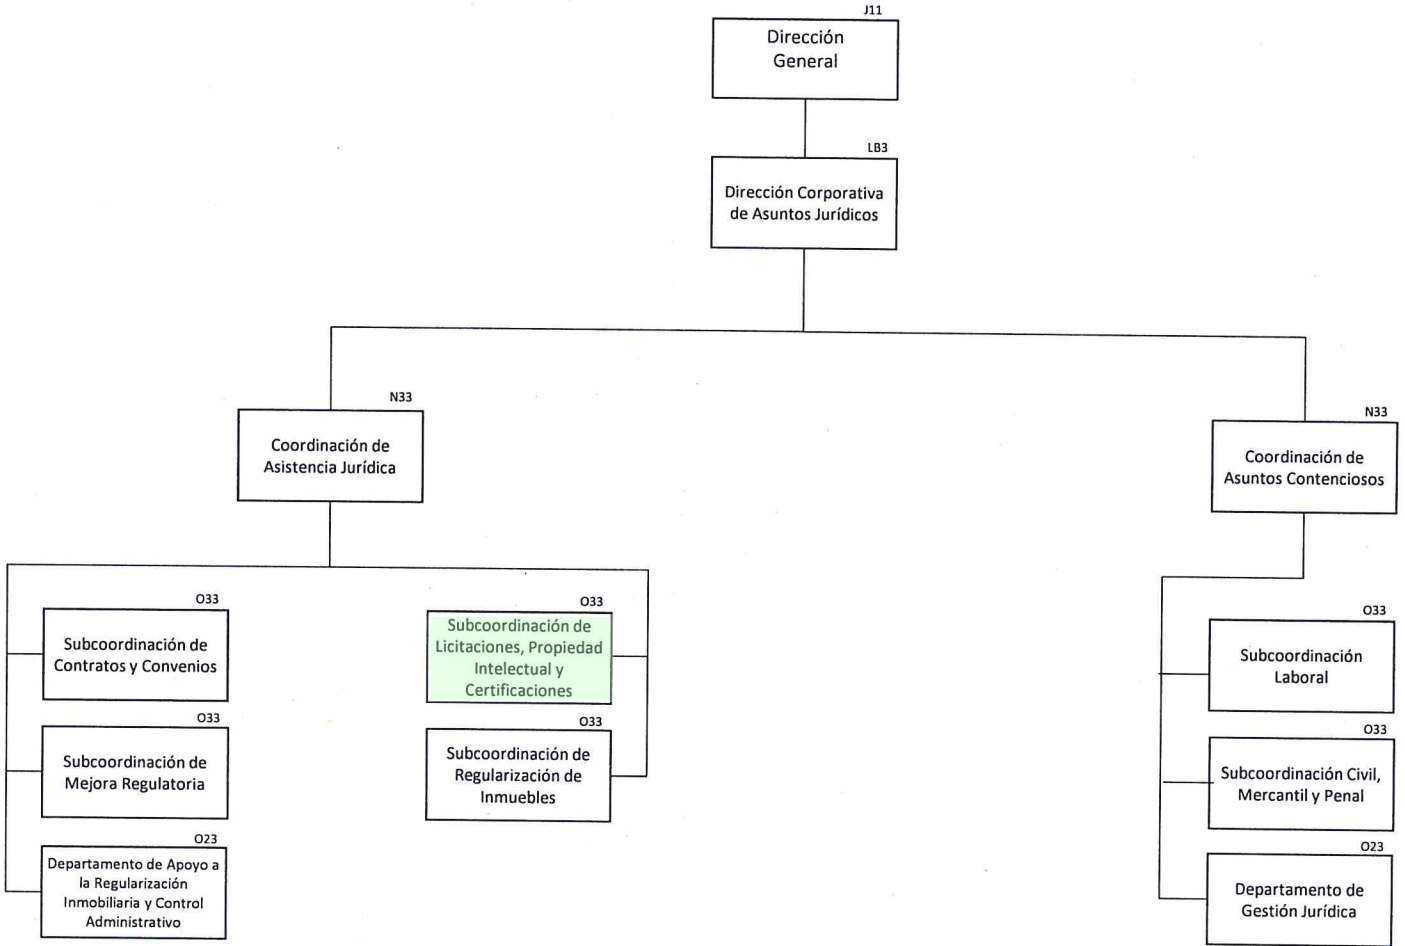 J11
Dirección
General
LB3
Dirección Corporativa
de Asuntos Jurídicos
N33
Coordinación de
Asistencia Jurídica
N33
Coordinación de
Asuntos Contenciosos
O33
Subcoordinación de
Contratos y Convenios
O33
Subcoordinación de
Licitaciones, Propiedad
Intelectual y
Certificaciones
O33
Subcoordinación
Laboral
O33
Subcoordinación de
Mejora Regulatoria
O33
Subcoordinación de
Regularización de
Inmuebles
O33
Subcoordinación Civil,
Mercantil y Penal
O23
Departamento de Apoyo a
la Regularización
Inmobiliaria y Control
Administrativo
O23
Departamento de
Gestión Jurídica